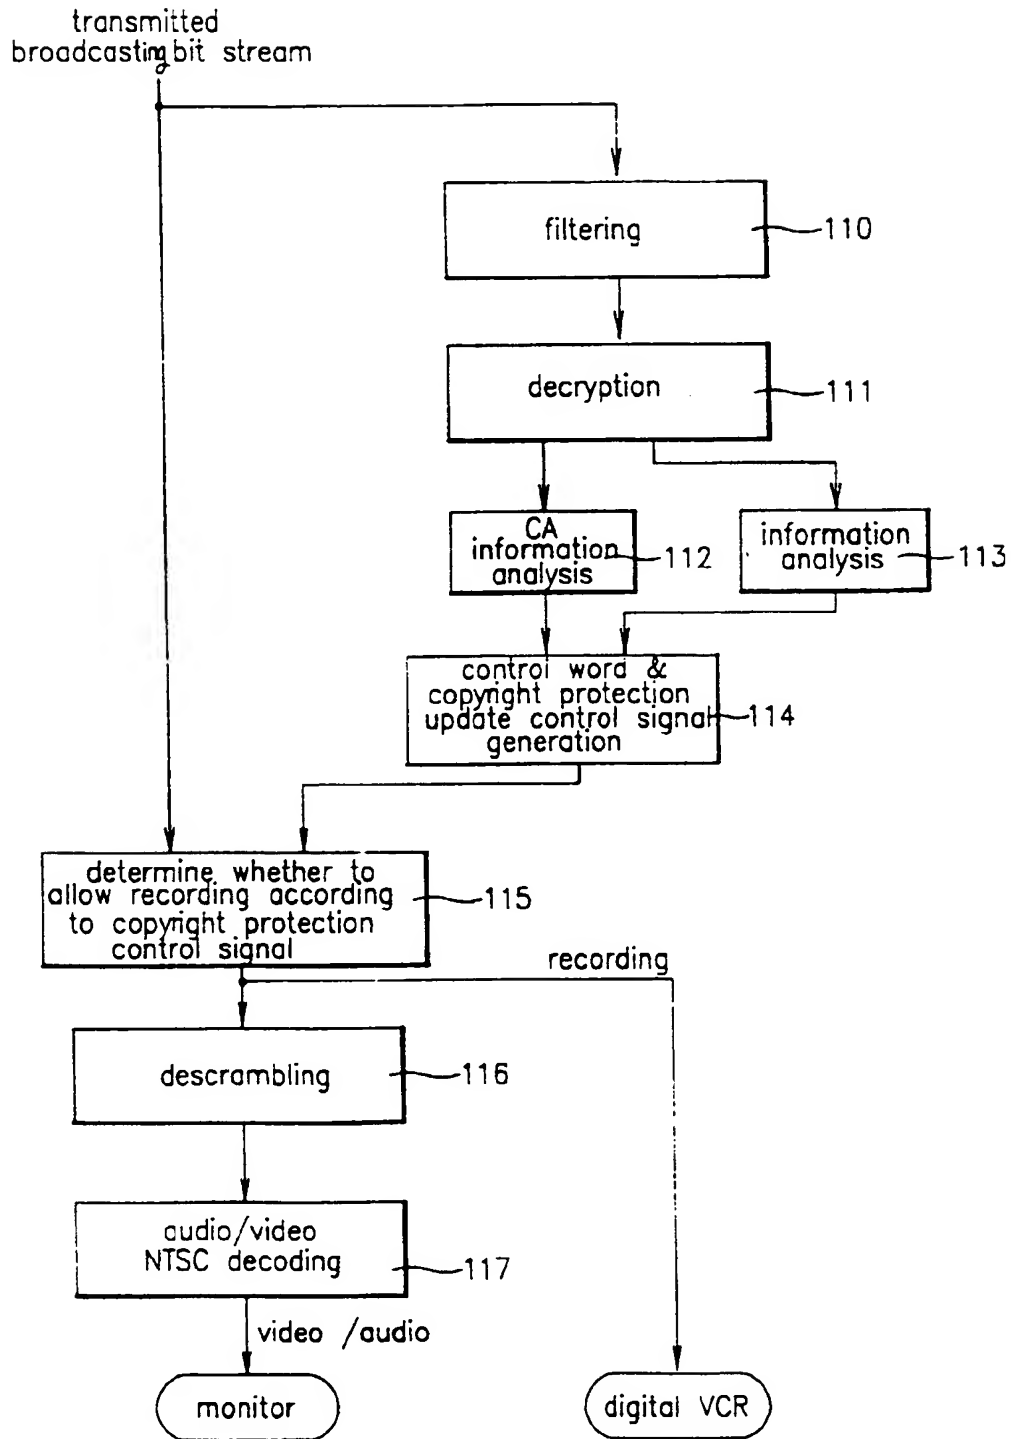 transmitted
broadcasting bit stream
filtering
110
decryption
111
CA
information
analysis
112
information
analysis
113
control word &
copyright protection
update control signal
generation
114
determine whether to
allow recording according
to copyright protection
control signal
115
recording
descrambling
116
audio/video
NTSC decoding
117
video /audio
monitor
digital VCR